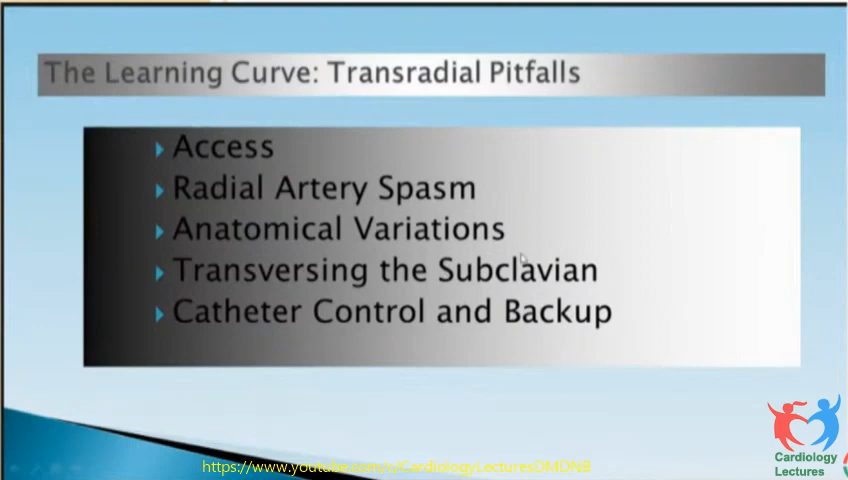 The Learning Curve: Transradial Pitfalls
Access
Radial Artery Spasm
Anatomical Variations
Transversing the Subclavian
Catheter Control and Backup
https://www.youtube.com/c/CardiologyLecturesDMDNB
Cardiology
Lectures